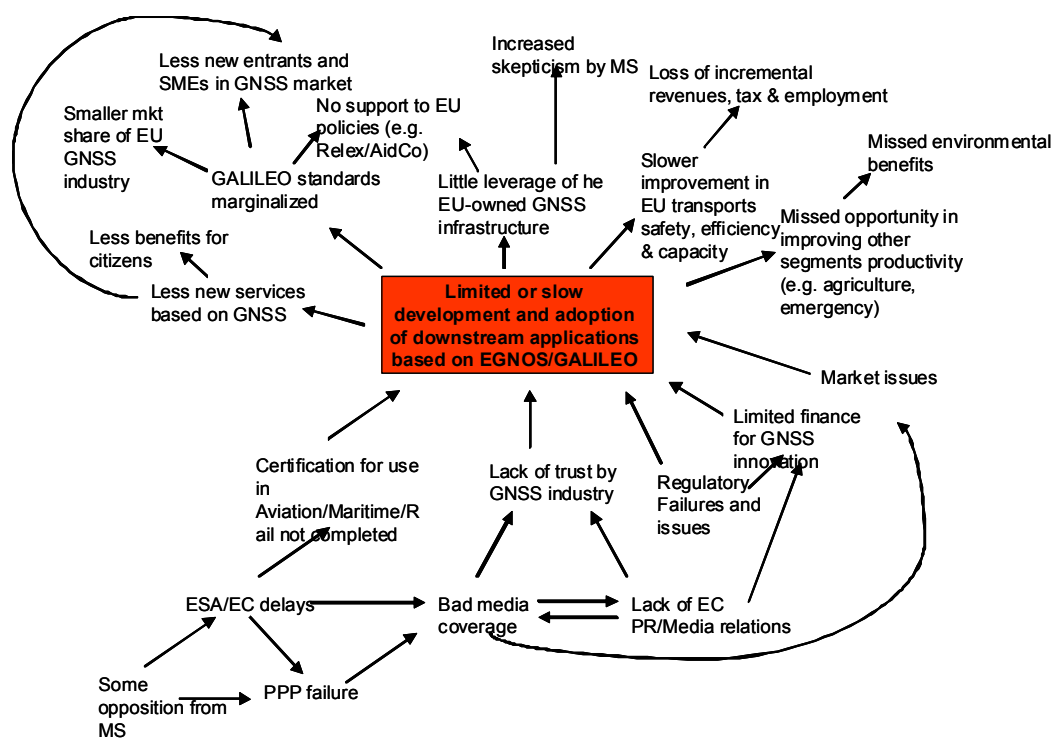 Increased
skepticism by MS
Less new entrants and
SMEs in GNSS market
Loss of incremental
revenues, tax & employment
No support to EU
policies (e.g.
Relex/AidCo)
Smaller mkt
share of EU
GNSS
industry
Missed environmental
benefits
GALILEO standards
marginalized
Little leverage of he
EU-owned GNSS
infrastructure
Slower
improvement in
EU transports
safety, efficiency
& capacity
Missed opportunity in
improving other
segments productivity
(e.g. agriculture,
emergency)
Less benefits for
citizens
Less new services
based on GNSS
Limited or slow
development and adoption
of downstream applications
based on EGNOS/GALILEO
Market issues
Limited finance
for GNSS
innovation
Certification for use
in
Aviation/Maritime/R
ail not completed
Lack of trust by
GNSS industry
Regulatory
Failures and
issues
ESA/EC delays
Bad media
coverage
Lack of EC
PR/Media relations
Some
opposition from
MS
PPP failure